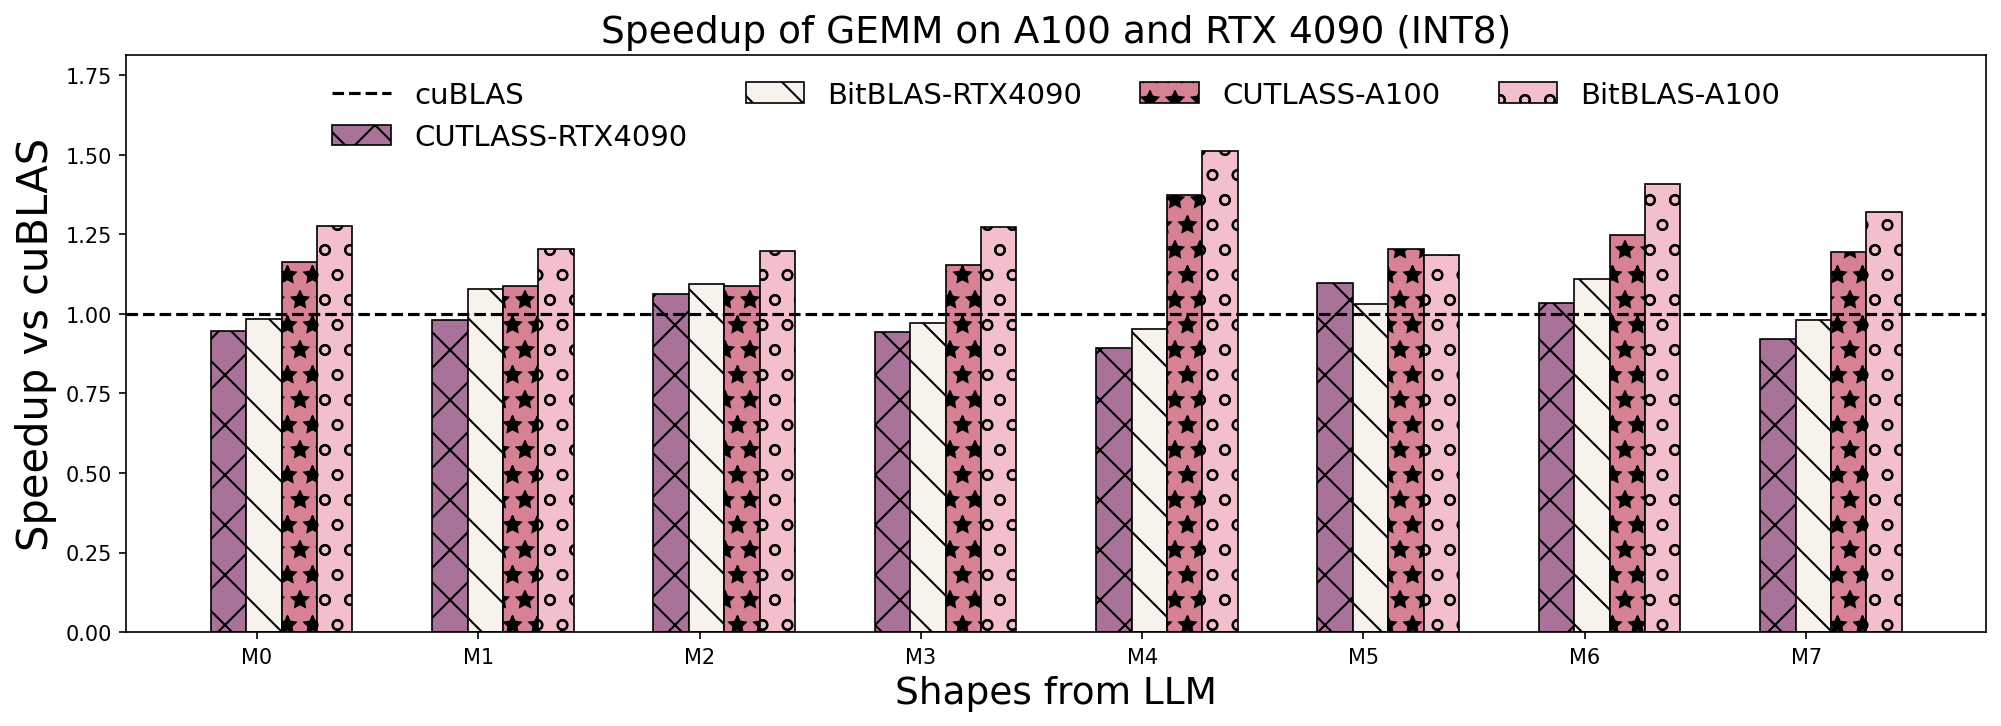 Speedup of GEMM on A100 and RTX 4090 (INT8)
cuBLAS
CUTLASS-RTX4090
BitBLAS-RTX4090
CUTLASS-A100
BitBLAS-A100
Speedup vs cuBLAS
1.75
1.50
1.25
1.00
0.75
0.50
0.25
0.00
M0 M1 M2 M3 M4 M5 M6 M7
Shapes from LLM